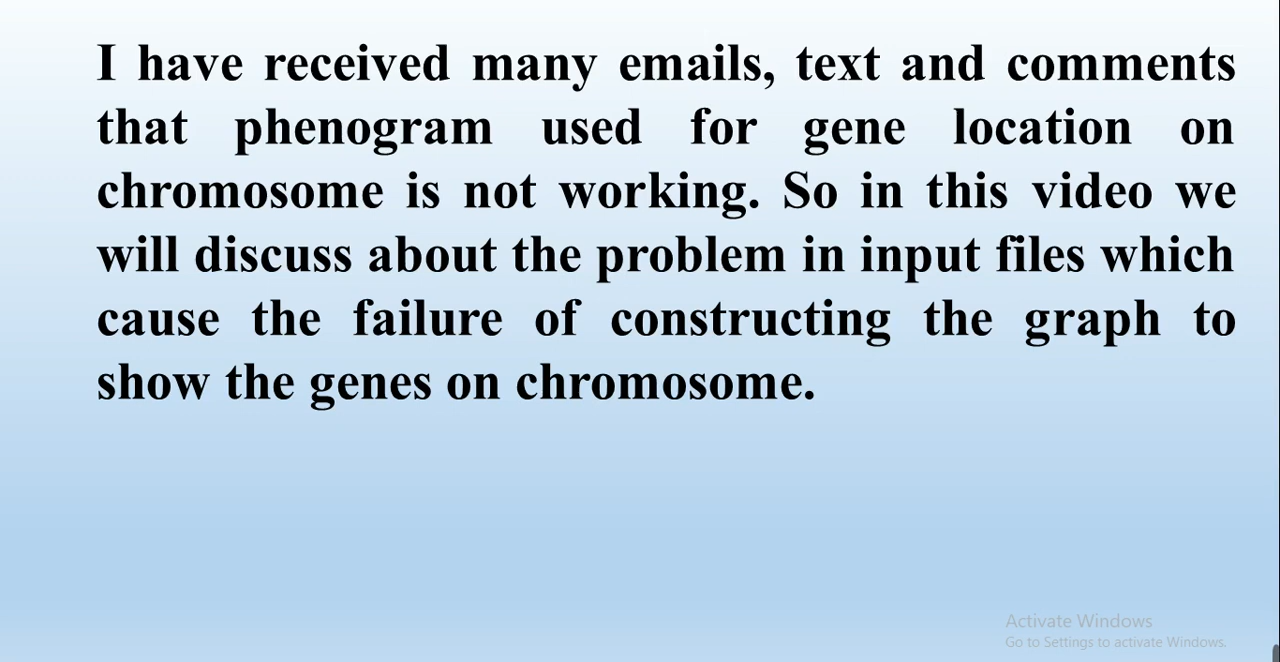 I have received many emails, text and comments
that phenogram used for gene location on
chromosome is not working. So in this video we
will discuss about the problem in input files which
cause the failure of constructing the graph to
show the genes on chromosome.
Activate Windows
Go to Settings to activate Windows.